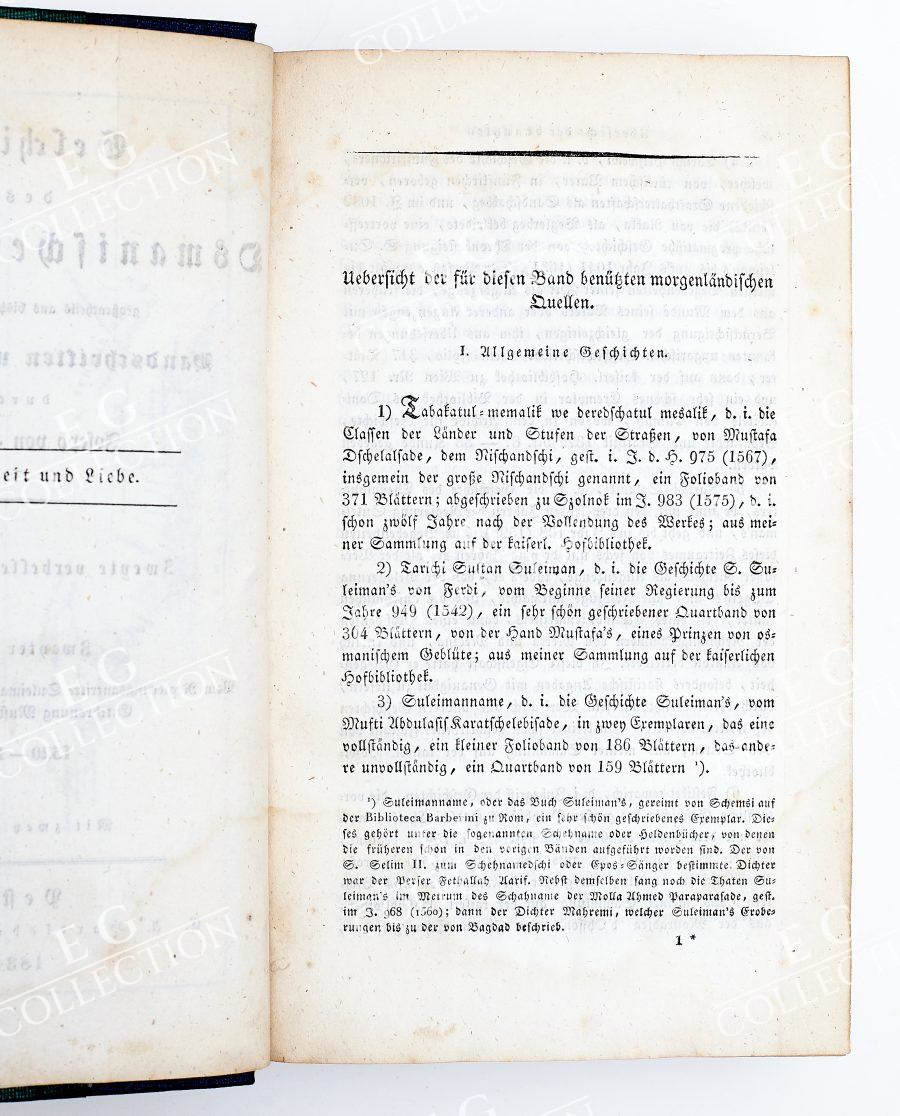 eit und Liebe.
Uebersicht der für diesen Band benützten morgenländischen
Quellen.
I. Allgemeine Geschichten.
1) Tabakatul-memalik we deredschatul mesalik, d. i. die
Classen der Länder und Stufen der Straßen, von Mustafa
Dschelalsade, dem Nischandschi, gest. i. J. d. H. 975 (1567),
insgemein der große Nischandschi genannt, ein Folioband von
371 Blättern; abgeschrieben zu Szolnok im J. 983 (1575), d. i.
schon zwölf Jahre nach der Vollendung des Werkes; aus mei=
ner Sammlung auf der kaiserl. Hofbibliothek.
2) Tarichi Sultan Suleiman, d. i. die Geschichte S. Su=
leiman's von Ferdi, vom Beginne seiner Regierung bis zum
Jahre 949 (1542), ein sehr schön geschriebener Quartband von
364 Blättern, von der Hand Mustafa's, eines Prinzen von os=
manischem Geblüte; aus meiner Sammlung auf der kaiserlichen
Hofbibliothek.
3) Suleimanname, d. i. die Geschichte Suleiman's, vom
Mufti Abdulasif Karatschelebisade, in zwey Exemplaren, das eine
vollständig, ein kleiner Folioband von 186 Blättern, das ande=
re unvollständig, ein Quartband von 159 Blättern ¹).
¹) Suleimanname, oder das Buch Suleiman's, gereimt von Schemsi auf
der Biblioteca Barberini zu Rom, ein sehr schön geschriebenes Exemplar. Die=
ses gehört unter die sogenannten Schehname oder Heldenbücher, von denen
die früheren schon in den vorigen Bänden aufgeführt worden sind. Der von
S. Selim II. zum Schehnamedschi oder Epos=Sänger bestimmte Dichter
war der Perser Fethallah Aarif. Nebst demselben sang noch die Thaten Su=
leiman's im Metrum des Schahname der Molla Ahmed Paraparasade, gest.
im J. 968 (1560); dann der Dichter Mahremi, welcher Suleiman's Erobe=
rungen bis zu der von Bagdad beschrieb.
1 *
E G
COLLECTION